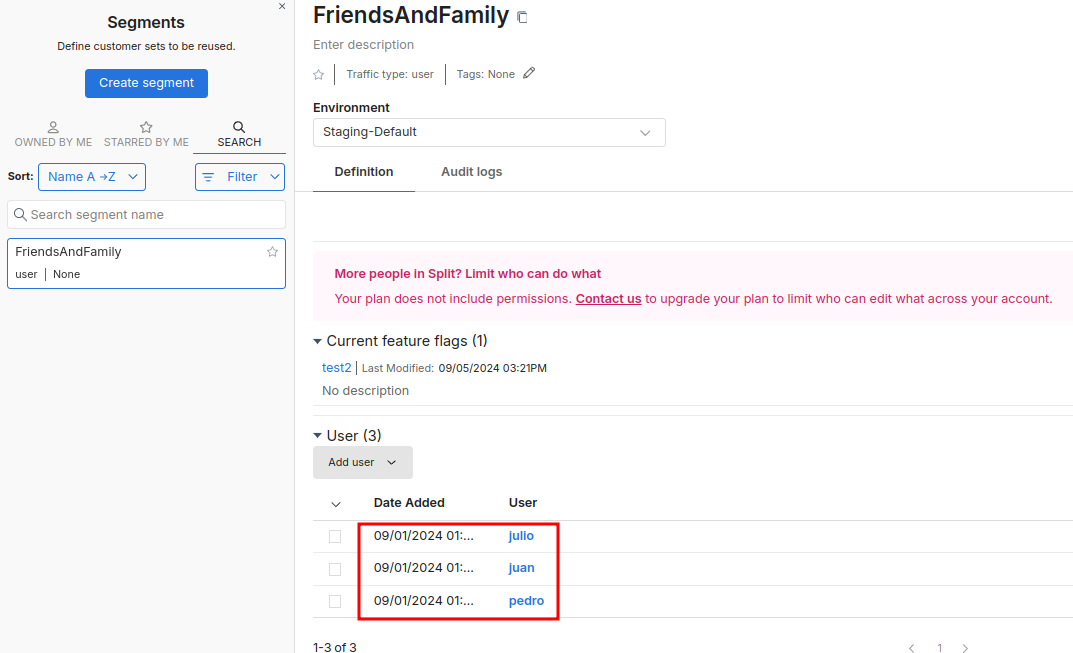 ×
Segments
Define customer sets to be reused.
Create segment
OWNED BY ME
STARRED BY ME
SEARCH
Sort:
Name A →Z
Filter
Search segment name
FriendsAndFamily
user | None
FriendsAndFamily
Enter description
Traffic type: user
Tags: None
Environment
Staging-Default
Definition
Audit logs
More people in Split? Limit who can do what
Your plan does not include permissions. Contact us to upgrade your plan to limit who can edit what across your account.
Current feature flags (1)
test2 | Last Modified: 09/05/2024 03:21PM
No description
User (3)
Add user
Date Added User
09/01/2024 01:... julio
09/01/2024 01:... juan
09/01/2024 01:... pedro
1-3 of 3
1